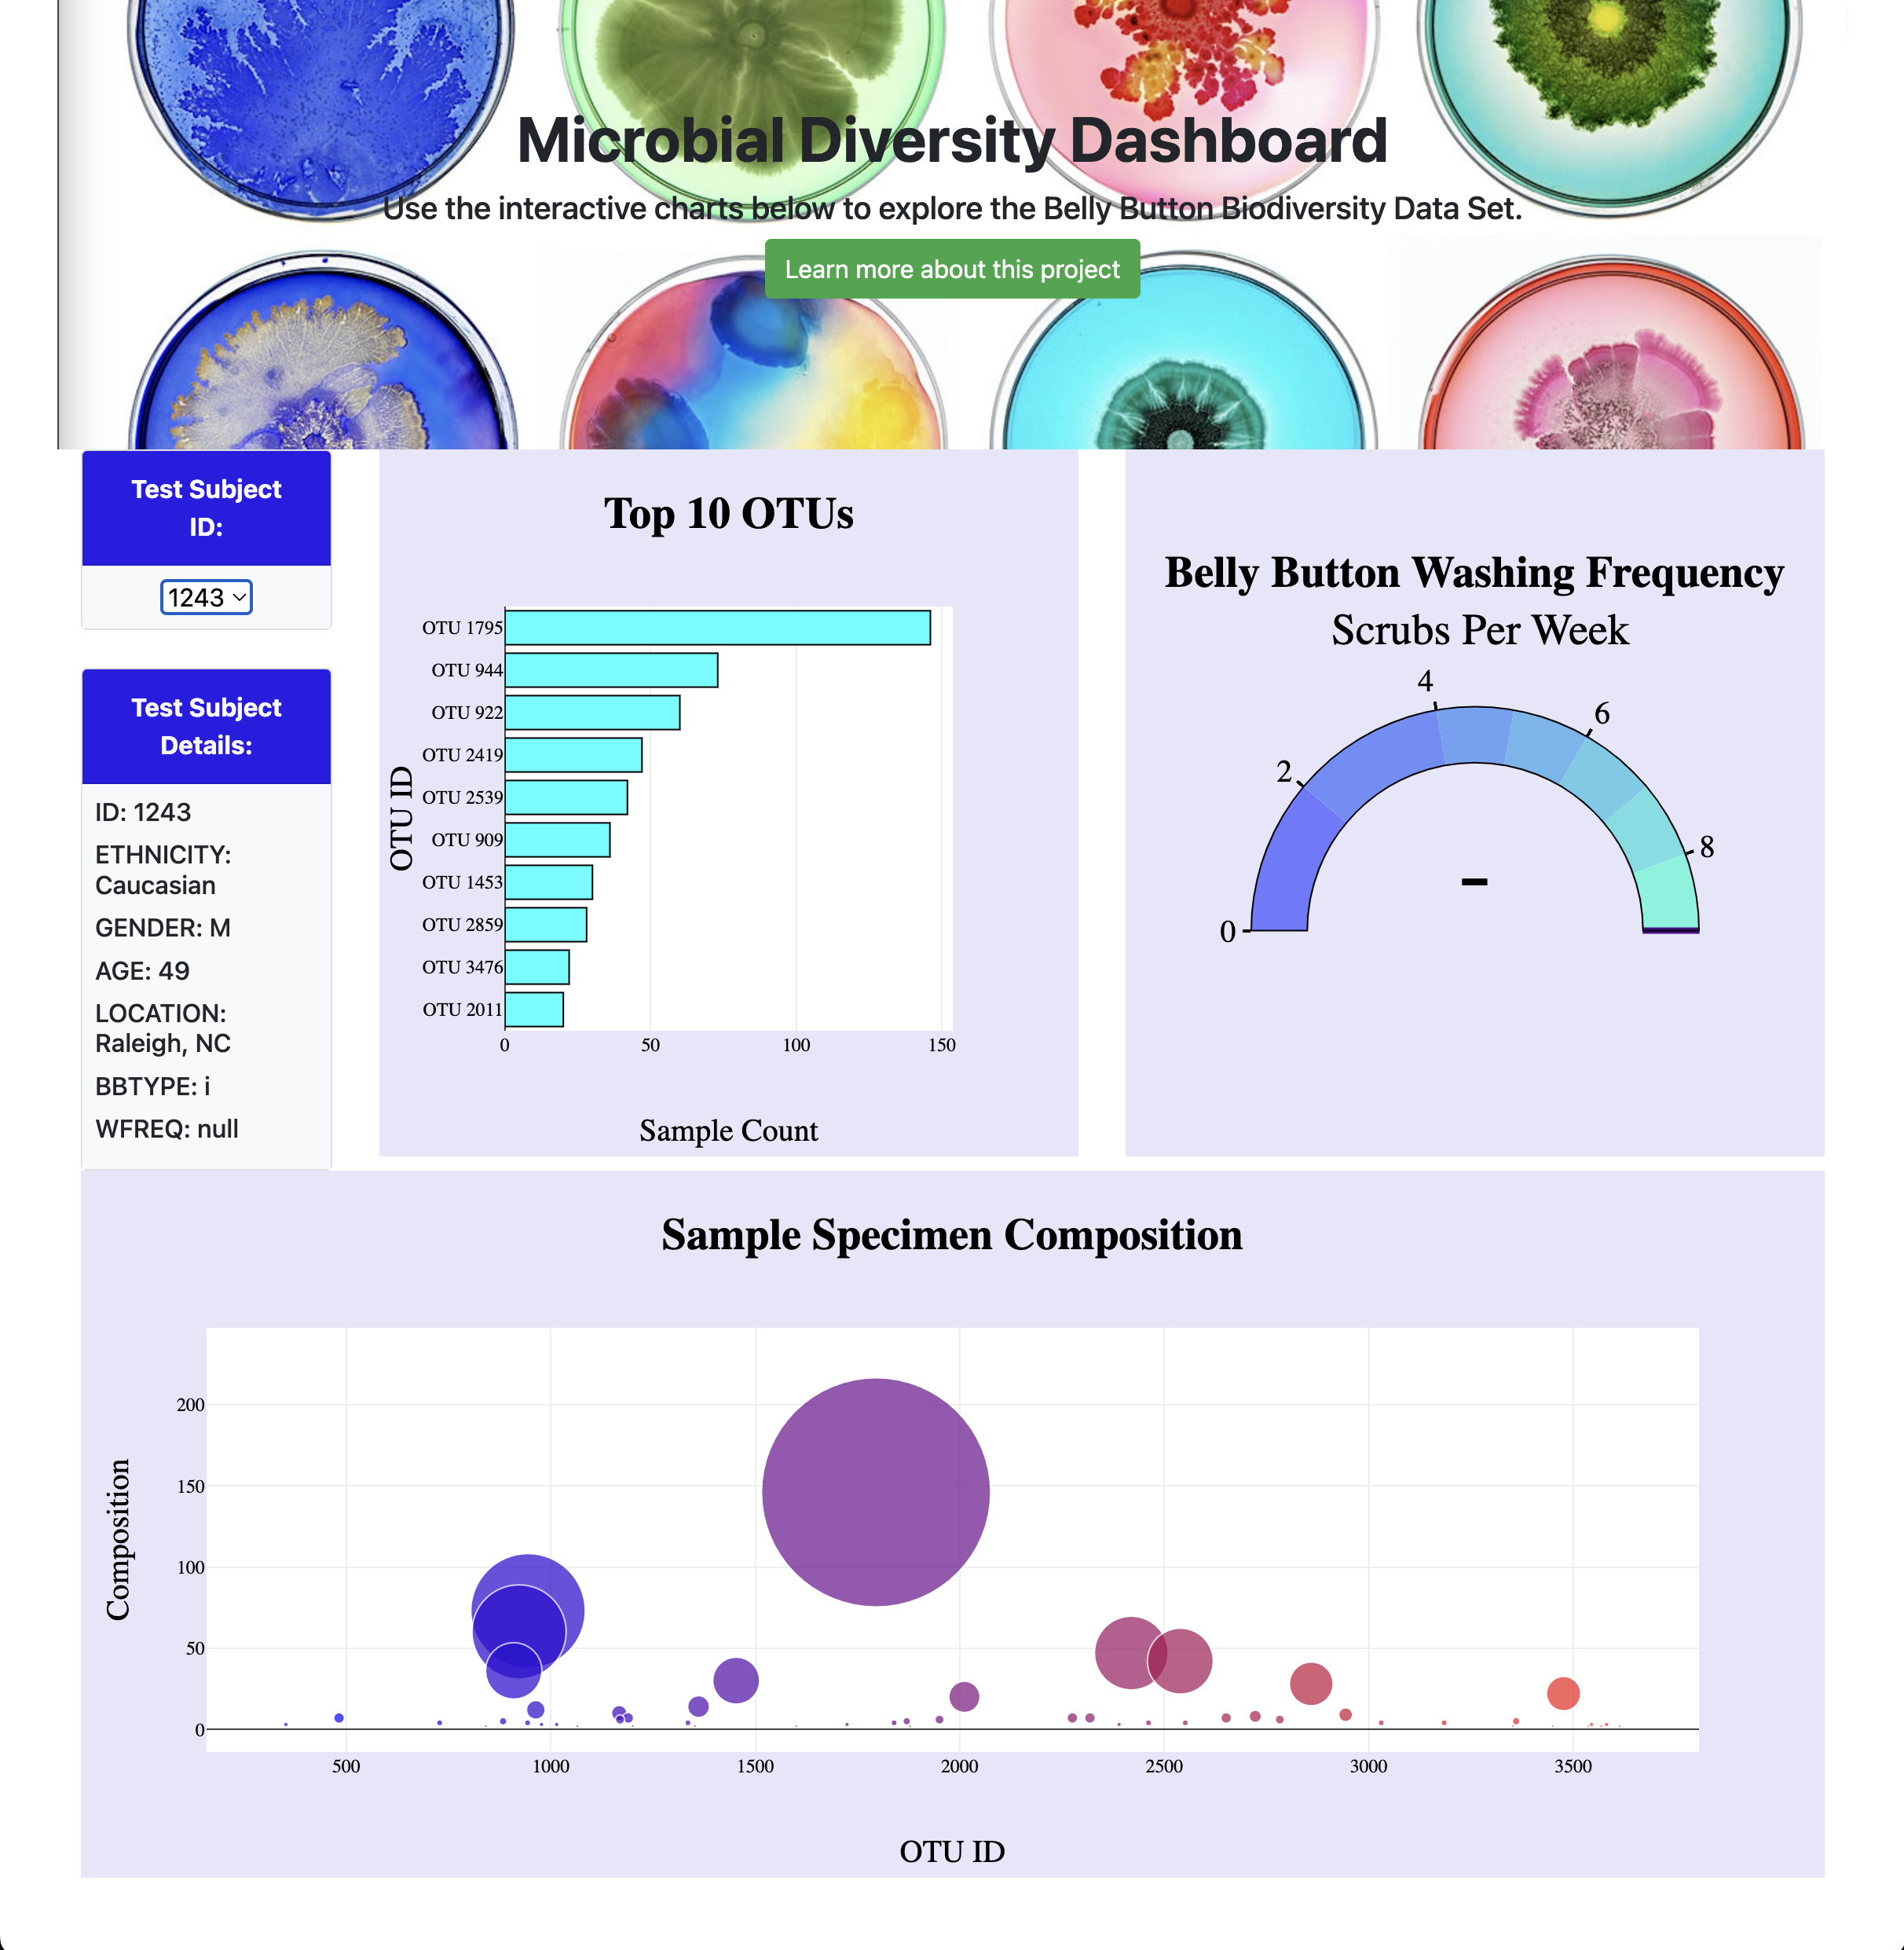 Microbial Diversity Dashboard
Use the interactive charts below to explore the Belly Button Biodiversity Data Set.
Learn more about this project
Test Subject
ID:
1243
Test Subject
Details:
ID: 1243
ETHNICITY:
Caucasian
GENDER: M
AGE: 49
LOCATION:
Raleigh, NC
BBTYPE: i
WFREQ: null
Top 10 OTUs
OTU ID
OTU 1795
OTU 944
OTU 922
OTU 2419
OTU 2539
OTU 909
OTU 1453
OTU 2859
OTU 3476
OTU 2011
0 50 100 150
Sample Count
Belly Button Washing Frequency
Scrubs Per Week
0
2
4
6
8
–
Sample Specimen Composition
Composition
200
150
100
50
0
500 1000 1500 2000 2500 3000 3500
OTU ID